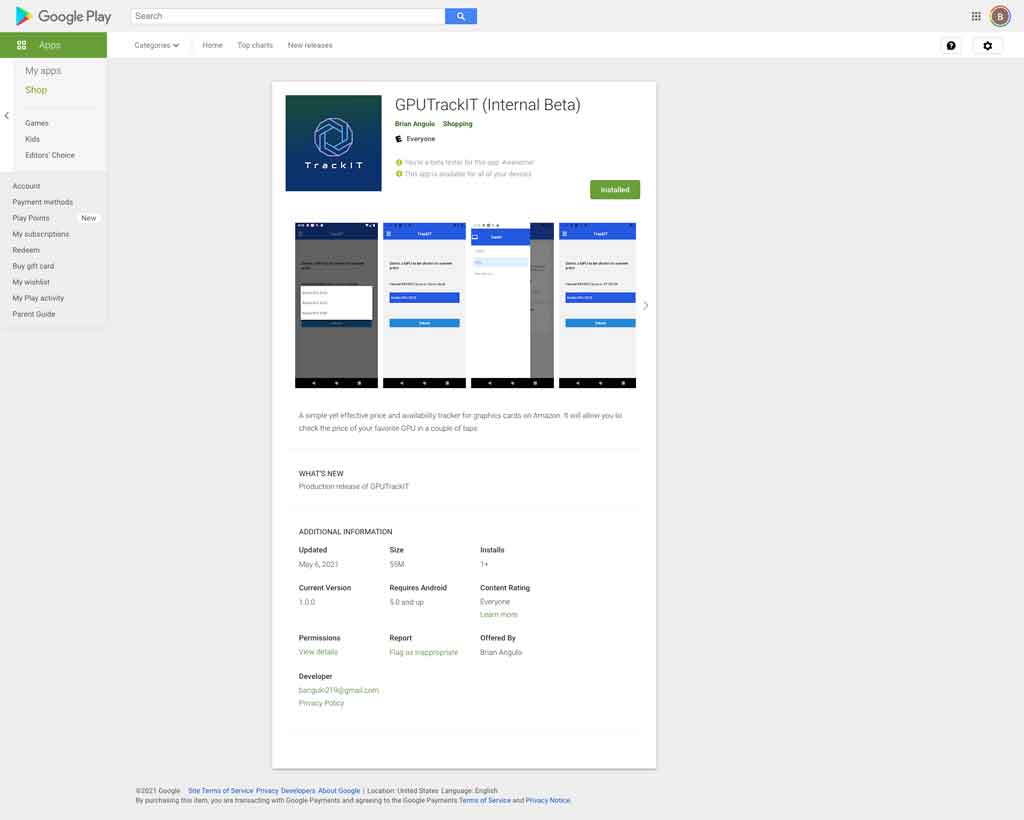 Google Play
Search
B
Apps
Categories
Home
Top charts
New releases
My apps
Shop
Games
Kids
Editors' Choice
Account
Payment methods
Play Points
New
My subscriptions
Redeem
Buy gift card
My wishlist
My Play activity
Parent Guide
TrackIT
GPUTrackIT (Internal Beta)
Brian Angulo Shopping
Everyone
You're a beta tester for this app. Awesome!
This app is available for all of your devices
Installed
TrackIT
TrackIT
TrackIT
A simple yet effective price and availability tracker for graphics cards on Amazon. It will allow you to
check the price of your favorite GPU in a couple of taps
WHAT'S NEW
Production release of GPUTrackIT
ADDITIONAL INFORMATION
Updated
May 6, 2021
Size
55M
Installs
1+
Current Version
1.0.0
Requires Android
5.0 and up
Content Rating
Everyone
Learn more
Permissions
View details
Report
Flag as inappropriate
Offered By
Brian Angulo
Developer
bangulo219@gmail.com
Privacy Policy
©2021 Google Site Terms of Service Privacy Developers About Google | Location: United States Language: English
By purchasing this item, you are transacting with Google Payments and agreeing to the Google Payments Terms of Service and Privacy Notice.